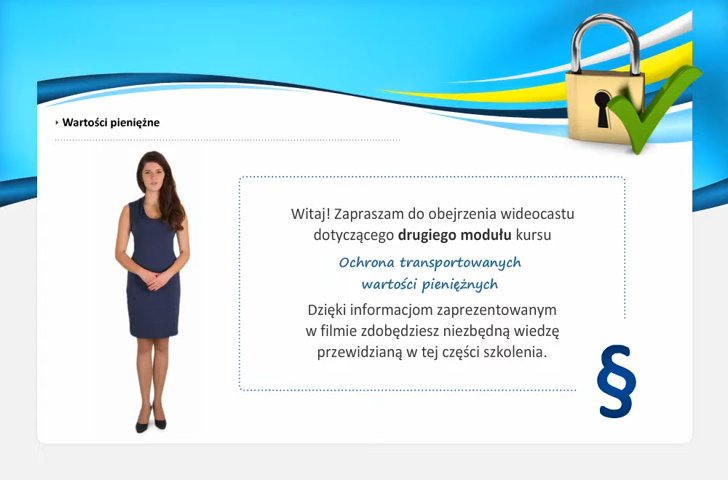 Wartości pieniężne
Witaj! Zapraszam do obejrzenia wideocastu
dotyczącego drugiego modułu kursu
Ochrona transportowanych
wartości pieniężnych
Dzięki informacjom zaprezentowanym
w filmie zdobędziesz niezbędną wiedzę
przewidzianą w tej części szkolenia.
§